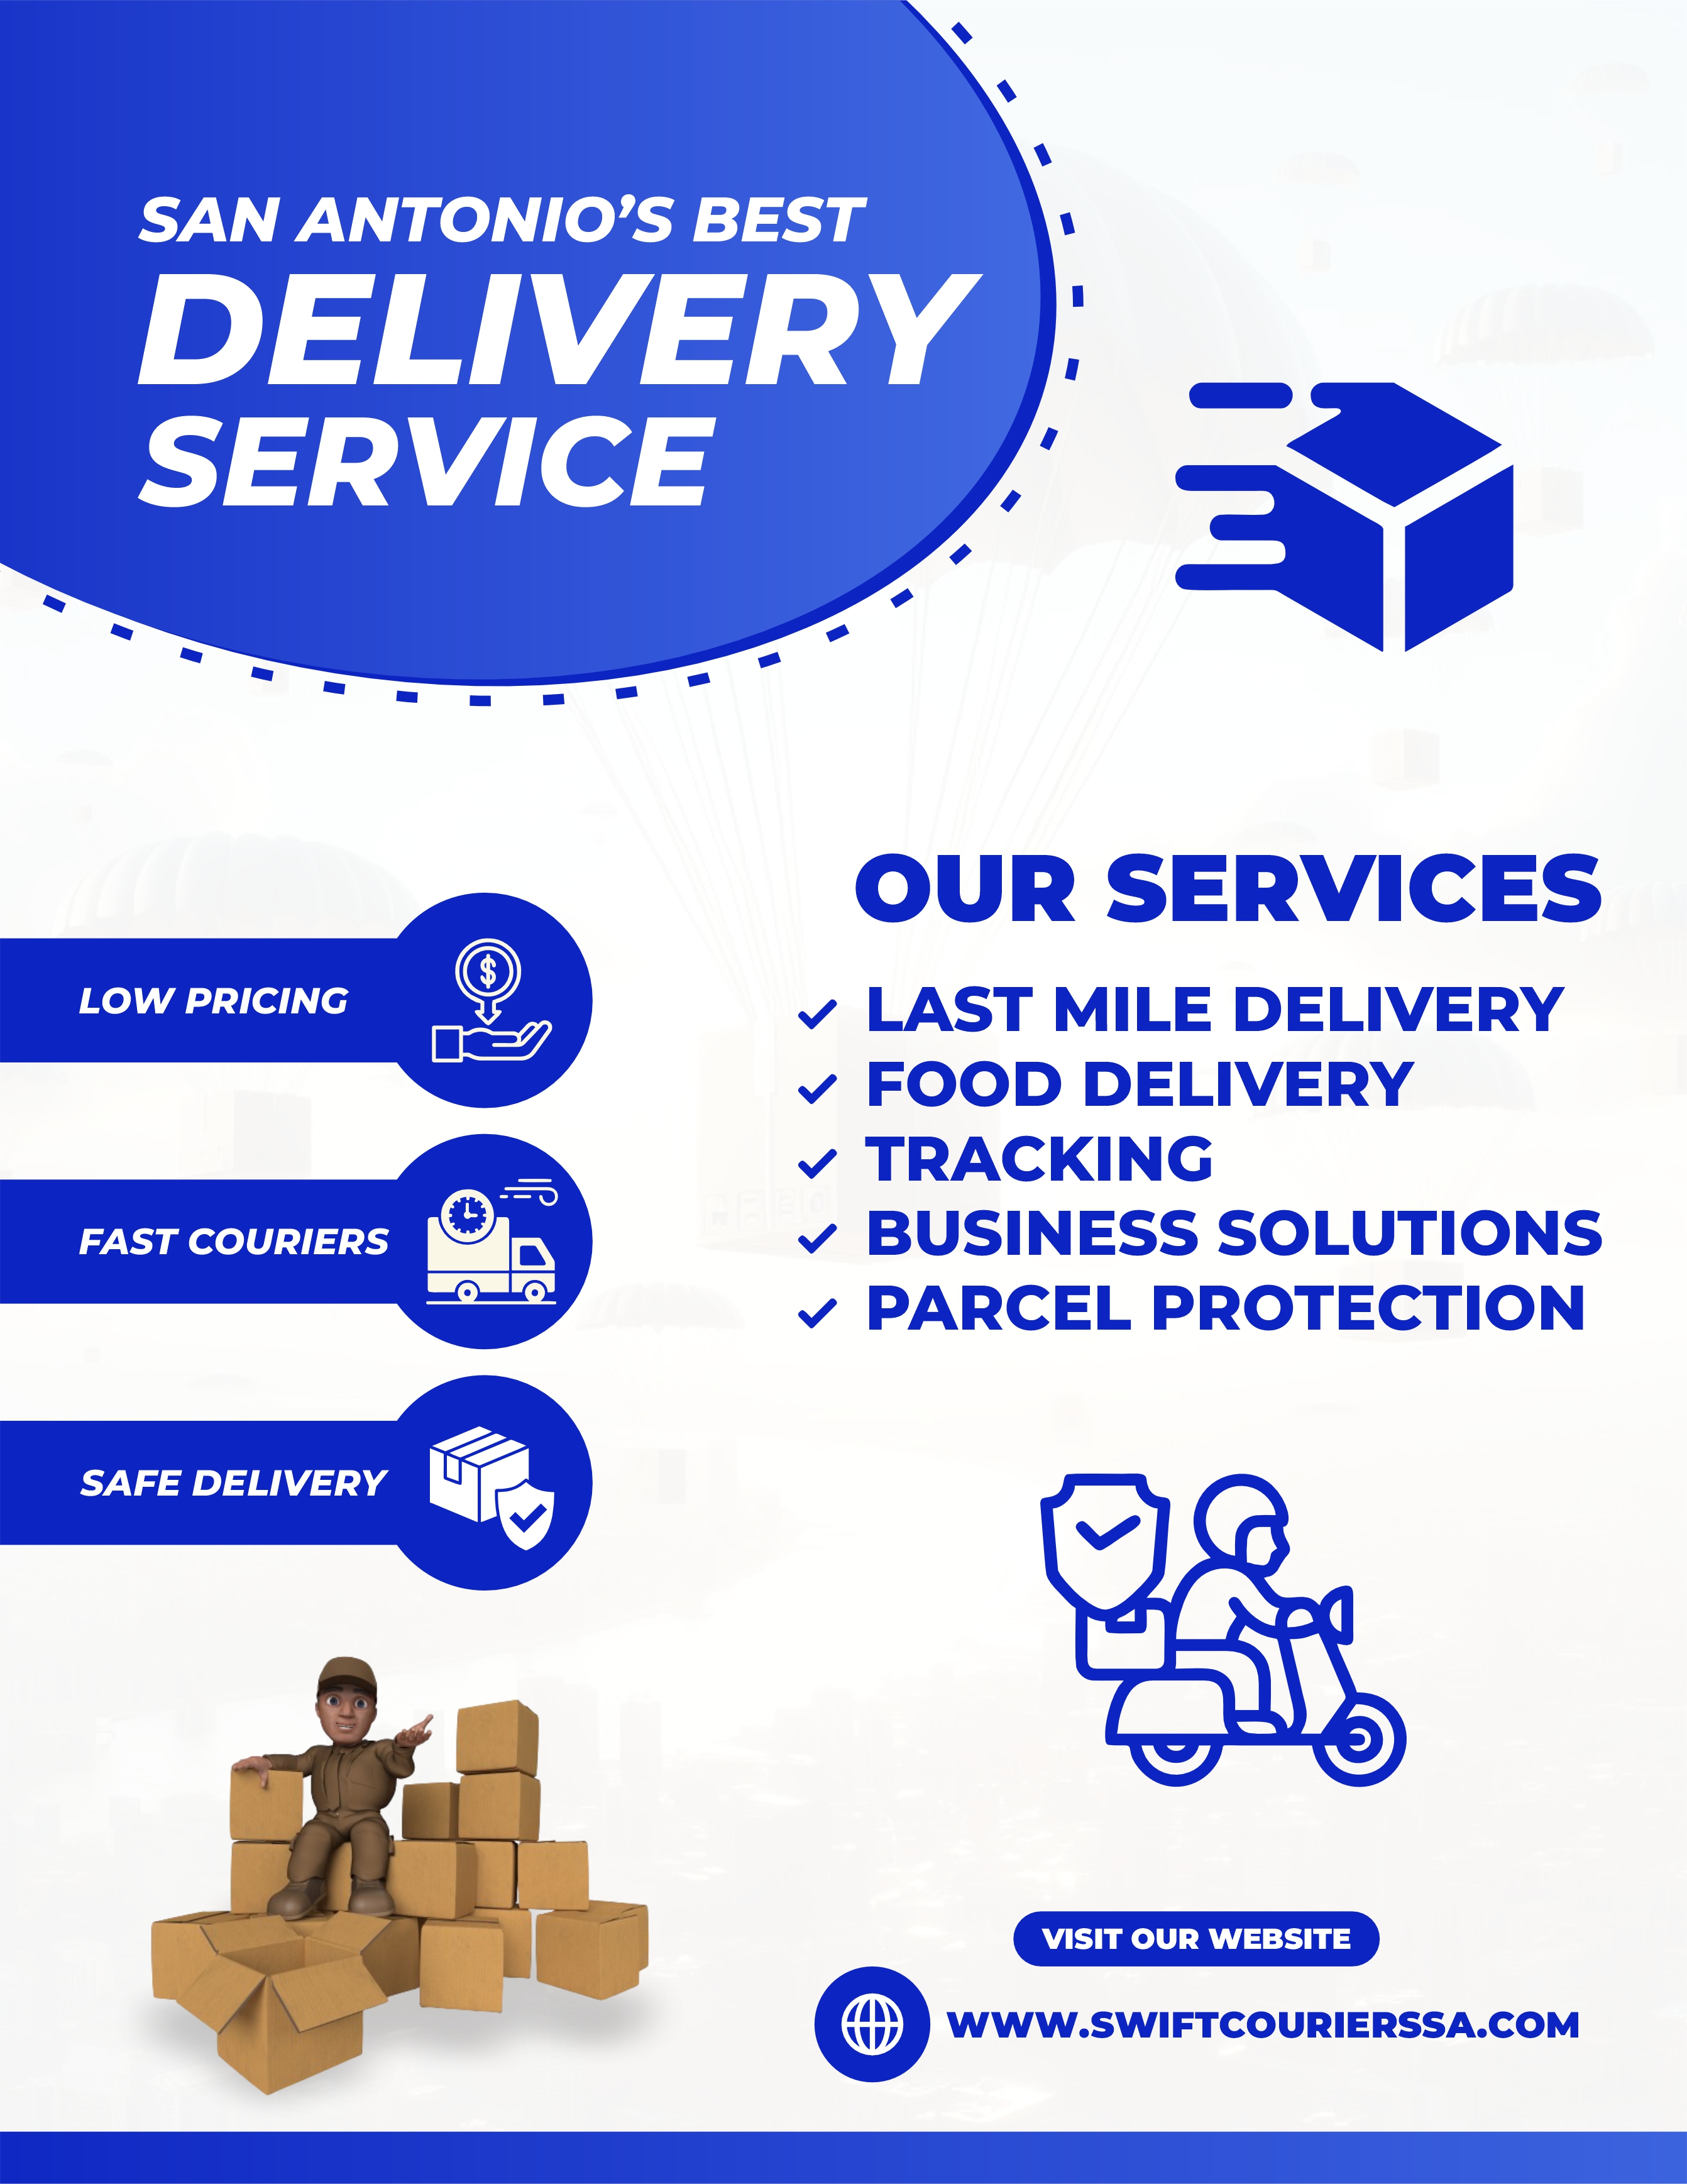 SAN ANTONIO’S BEST
DELIVERY
SERVICE
LOW PRICING
$
FAST COURIERS
SAFE DELIVERY
OUR SERVICES
LAST MILE DELIVERY
FOOD DELIVERY
TRACKING
BUSINESS SOLUTIONS
PARCEL PROTECTION
VISIT OUR WEBSITE
WWW.SWIFTCOURIERSSA.COM